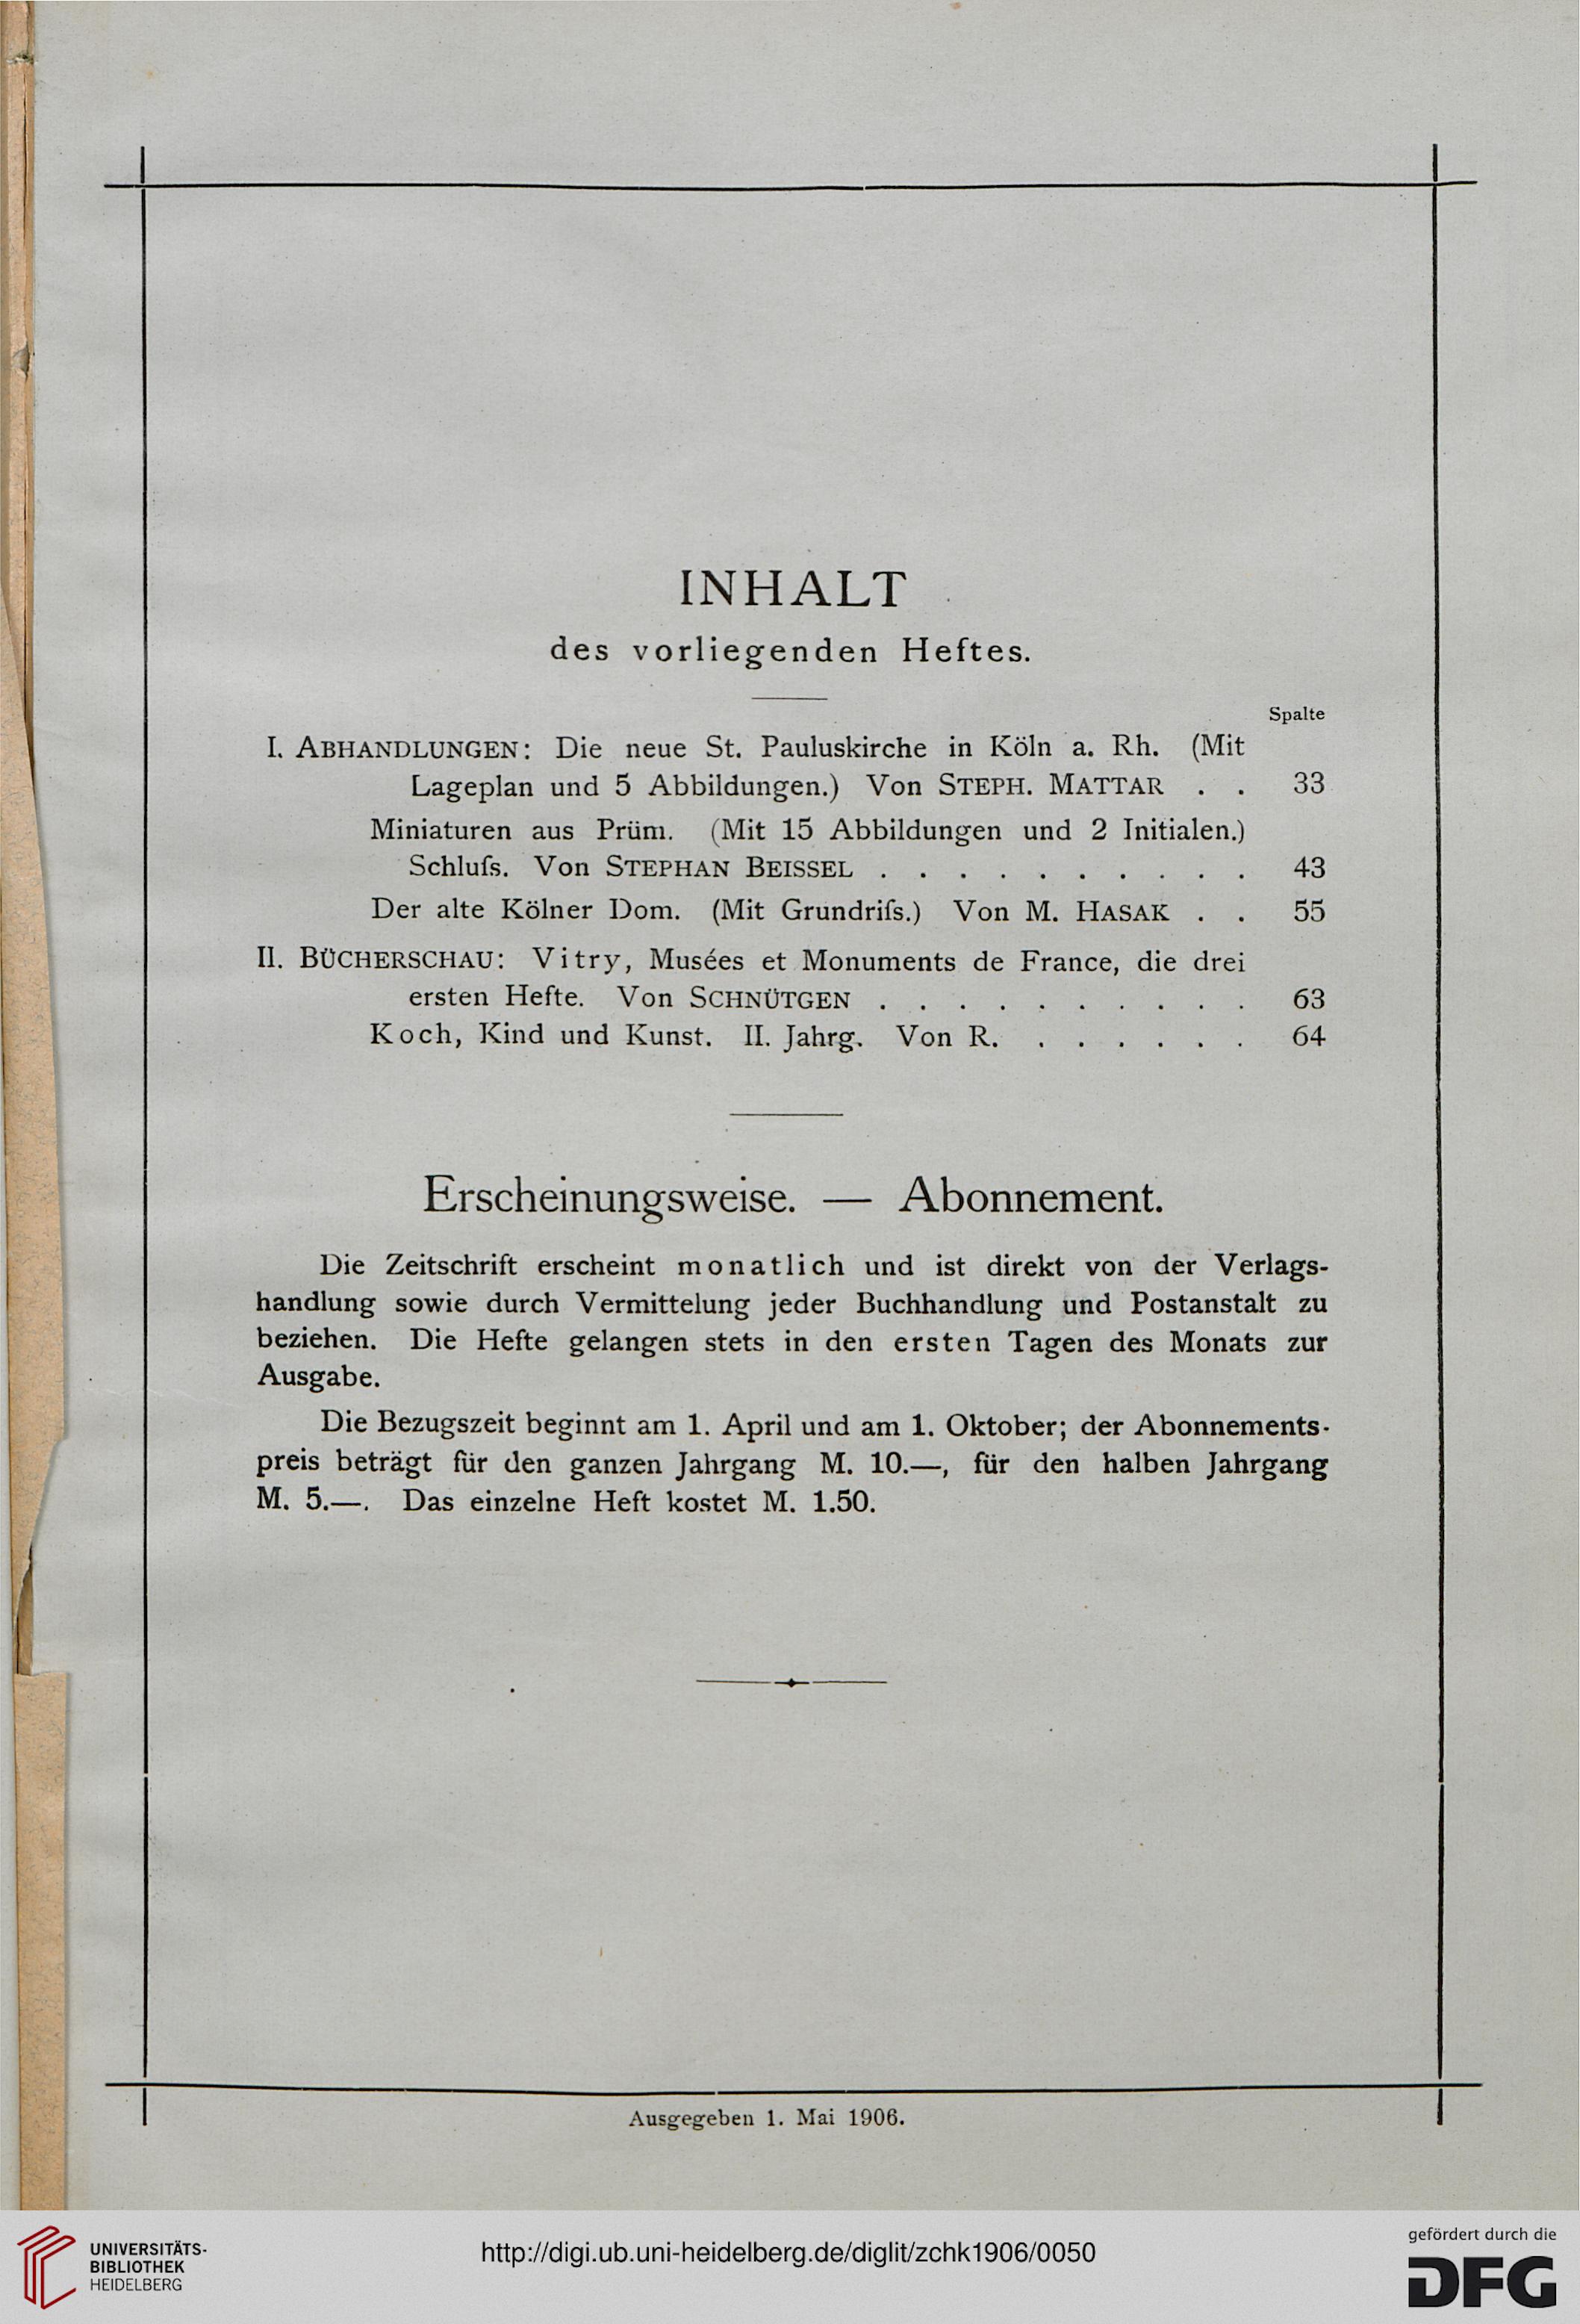 INHALT
des vorliegenden Heftes.
Spalte
I. ABHANDLUNGEN: Die neue St. Pauluskirche in Köln a. Rh. (Mit
Lageplan und 5 Abbildungen.) Von STEPH. MATTAR . . 33
Miniaturen aus Prüm. (Mit 15 Abbildungen und 2 Initialen.)
Schluſs. Von STEPHAN BEISSEL . . . . . . . . . . 43
Der alte Kölner Dom. (Mit Grundriſs.) Von M. HASAK . . 55
II. BÜCHERSCHAU: Vitry, Musées et Monuments de France, die drei
ersten Hefte. Von SCHNÜTGEN . . . . . . . . . . 63
Koch, Kind und Kunst. II. Jahrg. Von R. . . . . . . 64
Erscheinungsweise. — Abonnement.
Die Zeitschrift erscheint monatlich und ist direkt von der Verlags-
handlung sowie durch Vermittelung jeder Buchhandlung und Postanstalt zu
beziehen. Die Hefte gelangen stets in den ersten Tagen des Monats zur
Ausgabe.
Die Bezugszeit beginnt am 1. April und am 1. Oktober; der Abonnements-
preis beträgt für den ganzen Jahrgang M. 10.—, für den halben Jahrgang
M. 5.—. Das einzelne Heft kostet M. 1.50.
Ausgegeben 1. Mai 1906.
UNIVERSITÄTS-
BIBLIOTHEK
HEIDELBERG
http://digi.ub.uni-heidelberg.de/diglit/zchk1906/0050
gefördert durch die
DFG